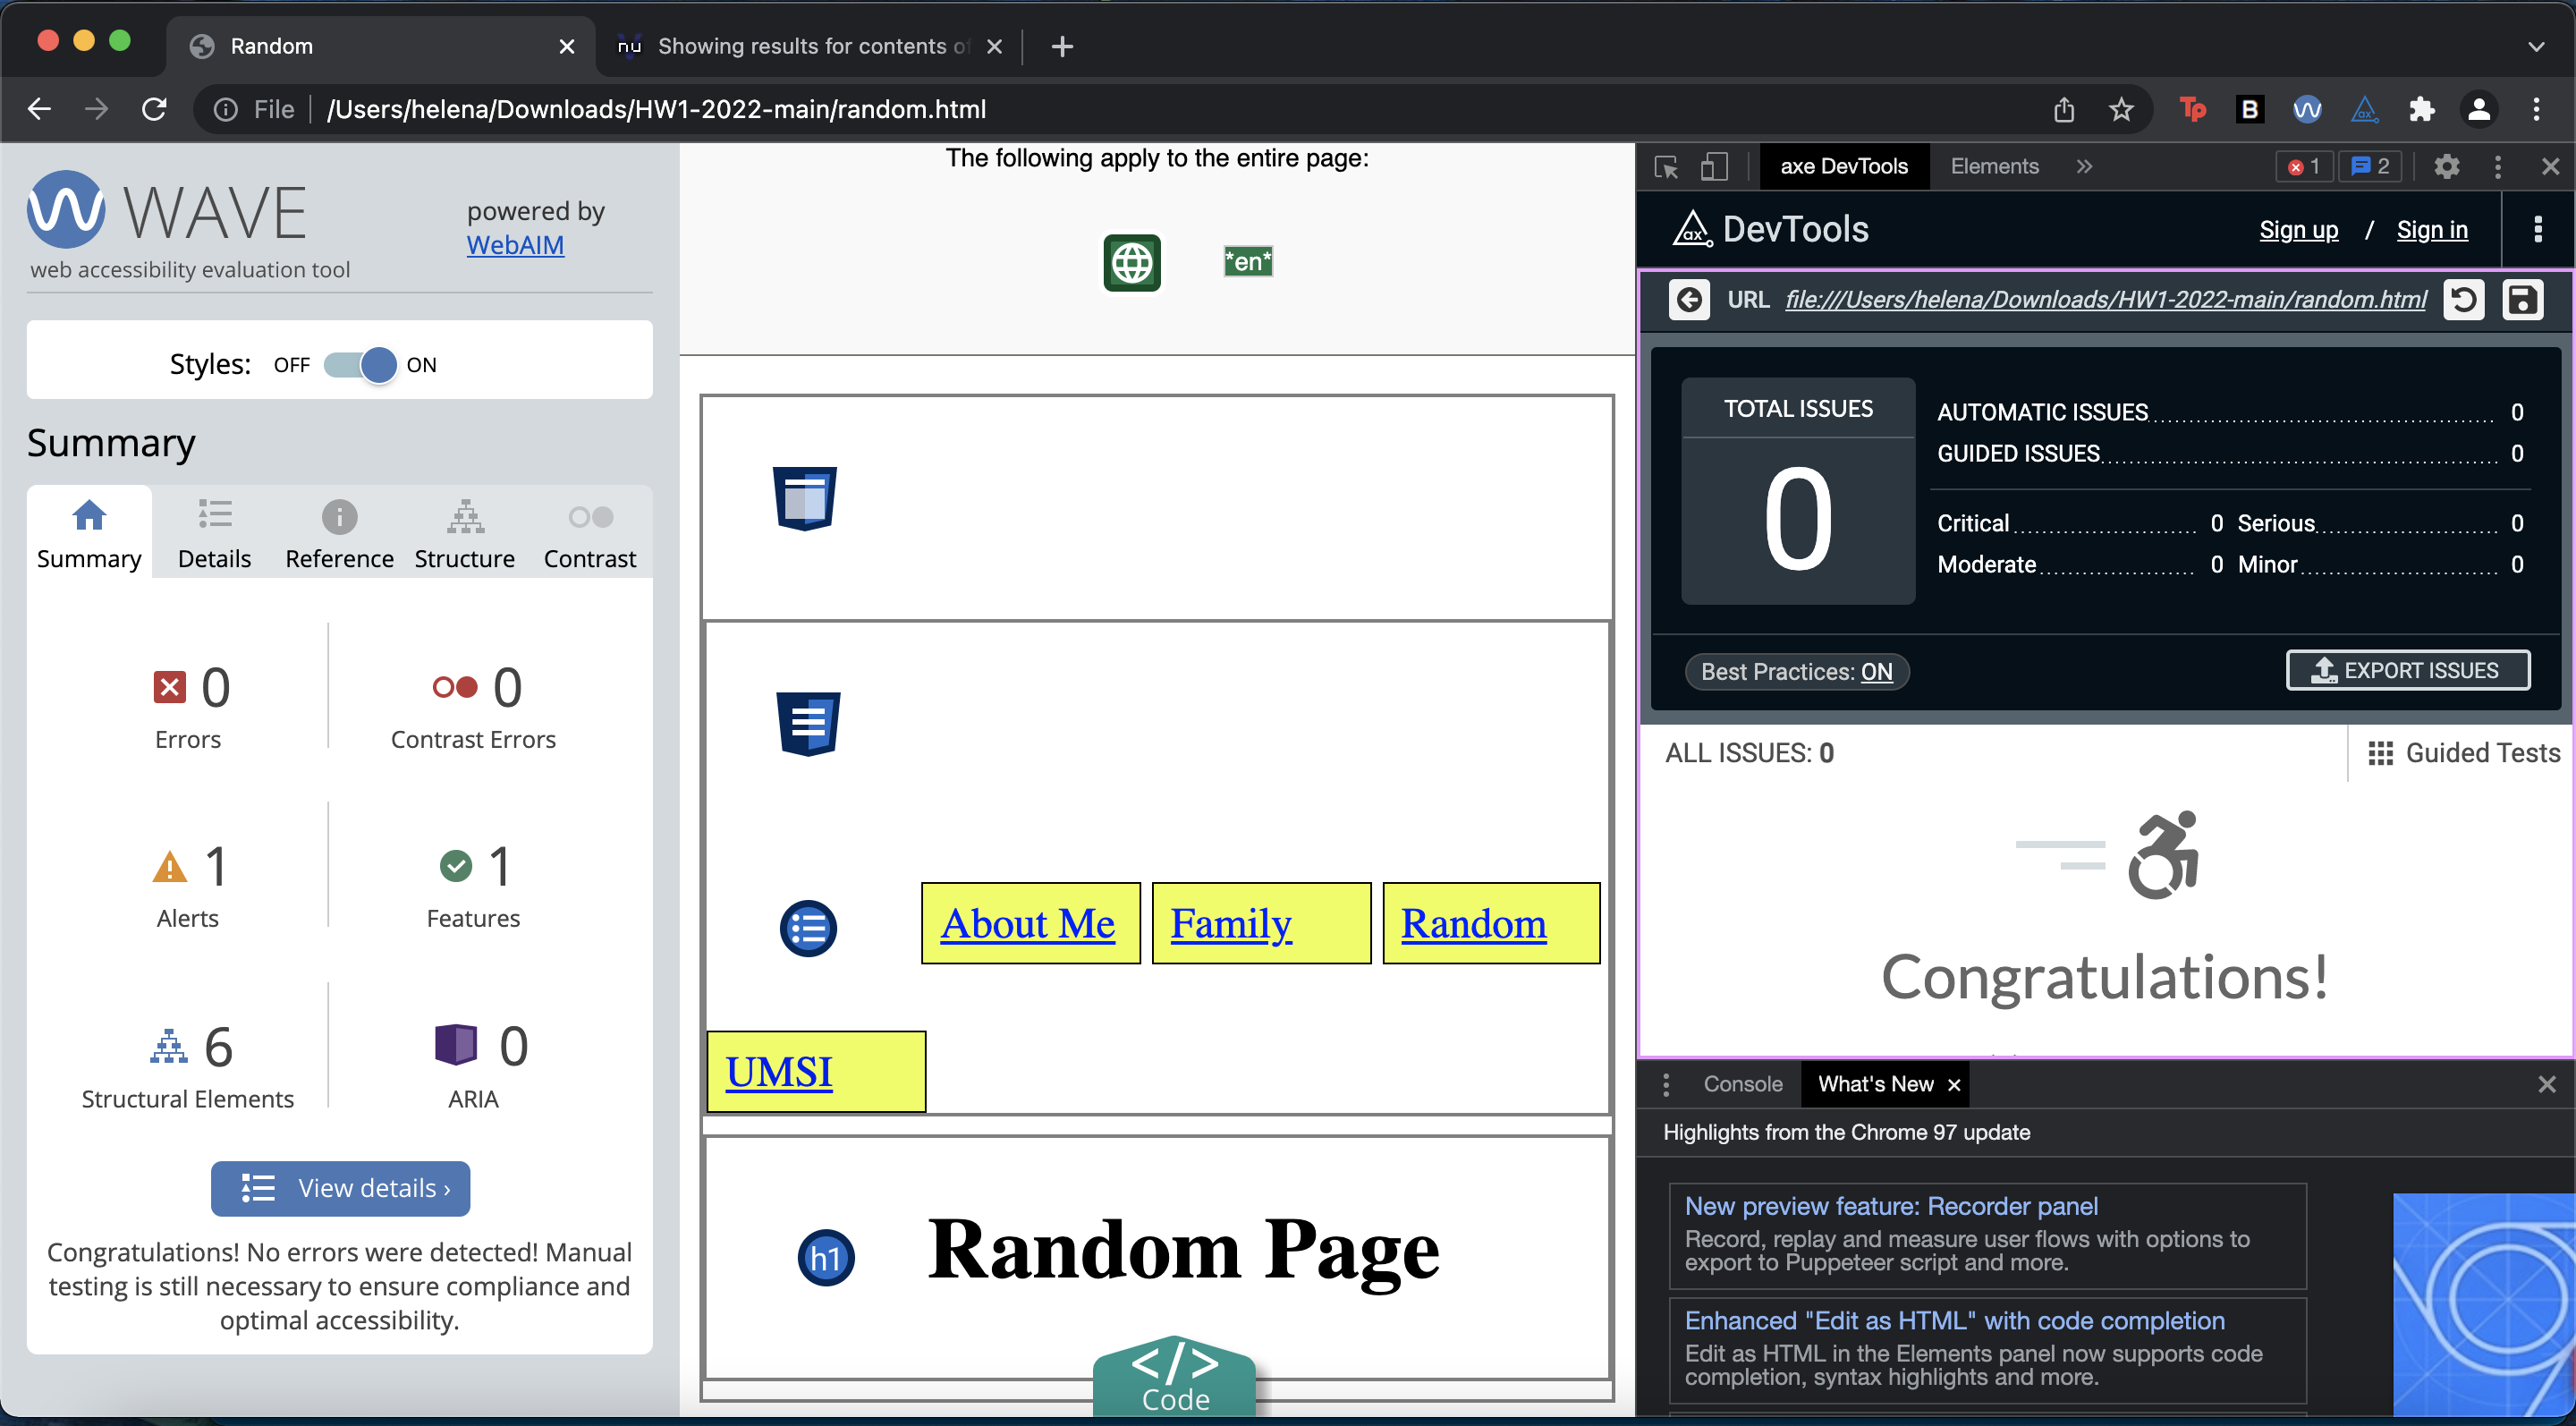 Random
nu Showing results for contents of
File /Users/helena/Downloads/HW1-2022-main/random.html
Tp B ax
WAVE
powered by
WebAIM
web accessibility evaluation tool
Styles: OFF ON
Summary
Summary Details Reference Structure Contrast
0 0
Errors Contrast Errors
1 1
Alerts Features
6 0
Structural Elements ARIA
View details ›
Congratulations! No errors were detected! Manual
testing is still necessary to ensure compliance and
optimal accessibility.
The following apply to the entire page:
*en*
About Me Family Random
UMSI
h1 Random Page
</>
Code
axe DevTools Elements 1 2
ax DevTools Sign up / Sign in
URL file:///Users/helena/Downloads/HW1-2022-main/random.html
TOTAL ISSUES
0
AUTOMATIC ISSUES 0
GUIDED ISSUES 0
Critical 0 Serious 0
Moderate 0 Minor 0
Best Practices: ON EXPORT ISSUES
ALL ISSUES: 0 Guided Tests
Congratulations!
Console What's New
Highlights from the Chrome 97 update
New preview feature: Recorder panel
Record, replay and measure user flows with options to
export to Puppeteer script and more.
Enhanced "Edit as HTML" with code completion
Edit as HTML in the Elements panel now supports code
completion, syntax highlights and more.